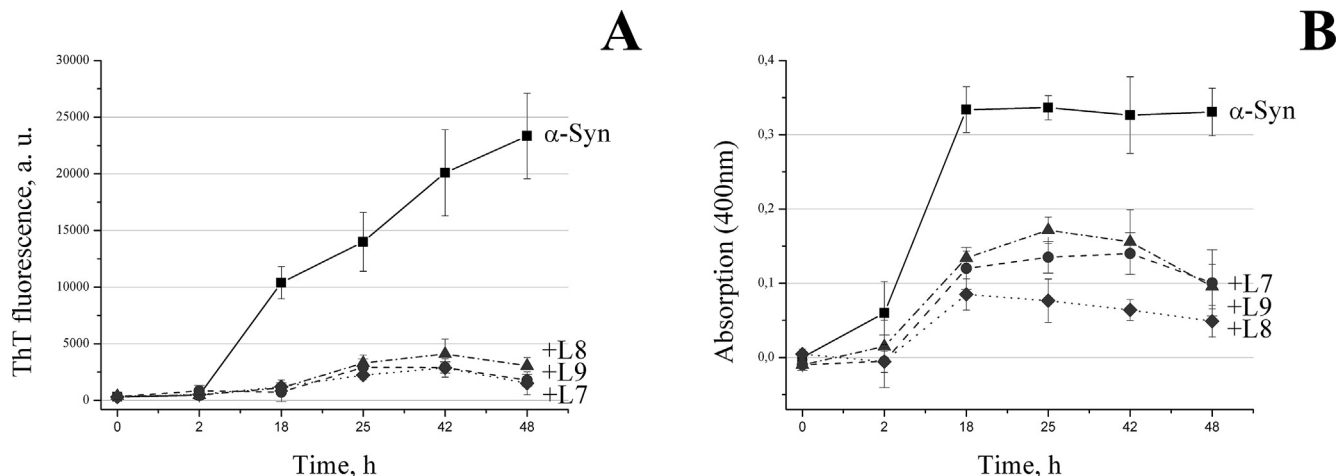 A
ThT fluorescence, a. u.
30000
25000
20000
15000
10000
5000
0
α-Syn
+L8
+L9
+L7
0 2 18 25 42 48
Time, h
B
Absorption (400nm)
0,4
0,3
0,2
0,1
0,0
α-Syn
+L7
+L9
+L8
0 2 18 25 42 48
Time, h